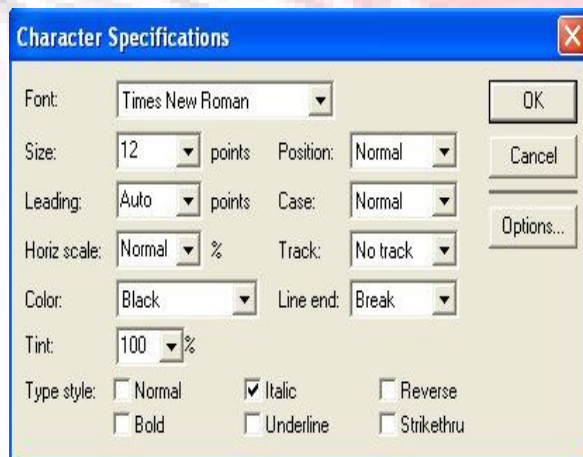 Character Specifications
Font: Times New Roman OK
Size: 12 points Position: Normal Cancel
Leading: Auto points Case: Normal
Options...
Horiz scale: Normal % Track: No track
Color: Black Line end: Break
Tint: 100 %
Type style: Normal Italic Reverse
Bold Underline Strikethru